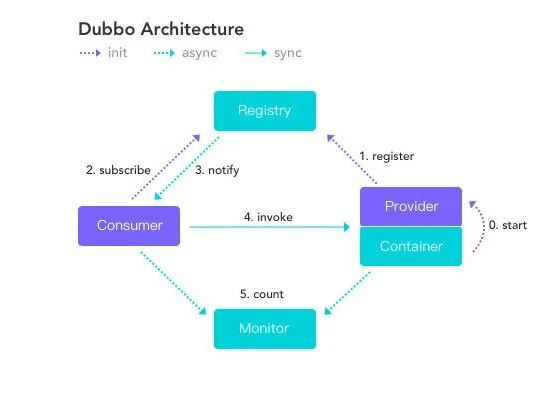 Dubbo Architecture
init async sync
Registry
1. register
2. subscribe 3. notify
Provider
4. invoke
Consumer
0. start
Container
5. count
Monitor